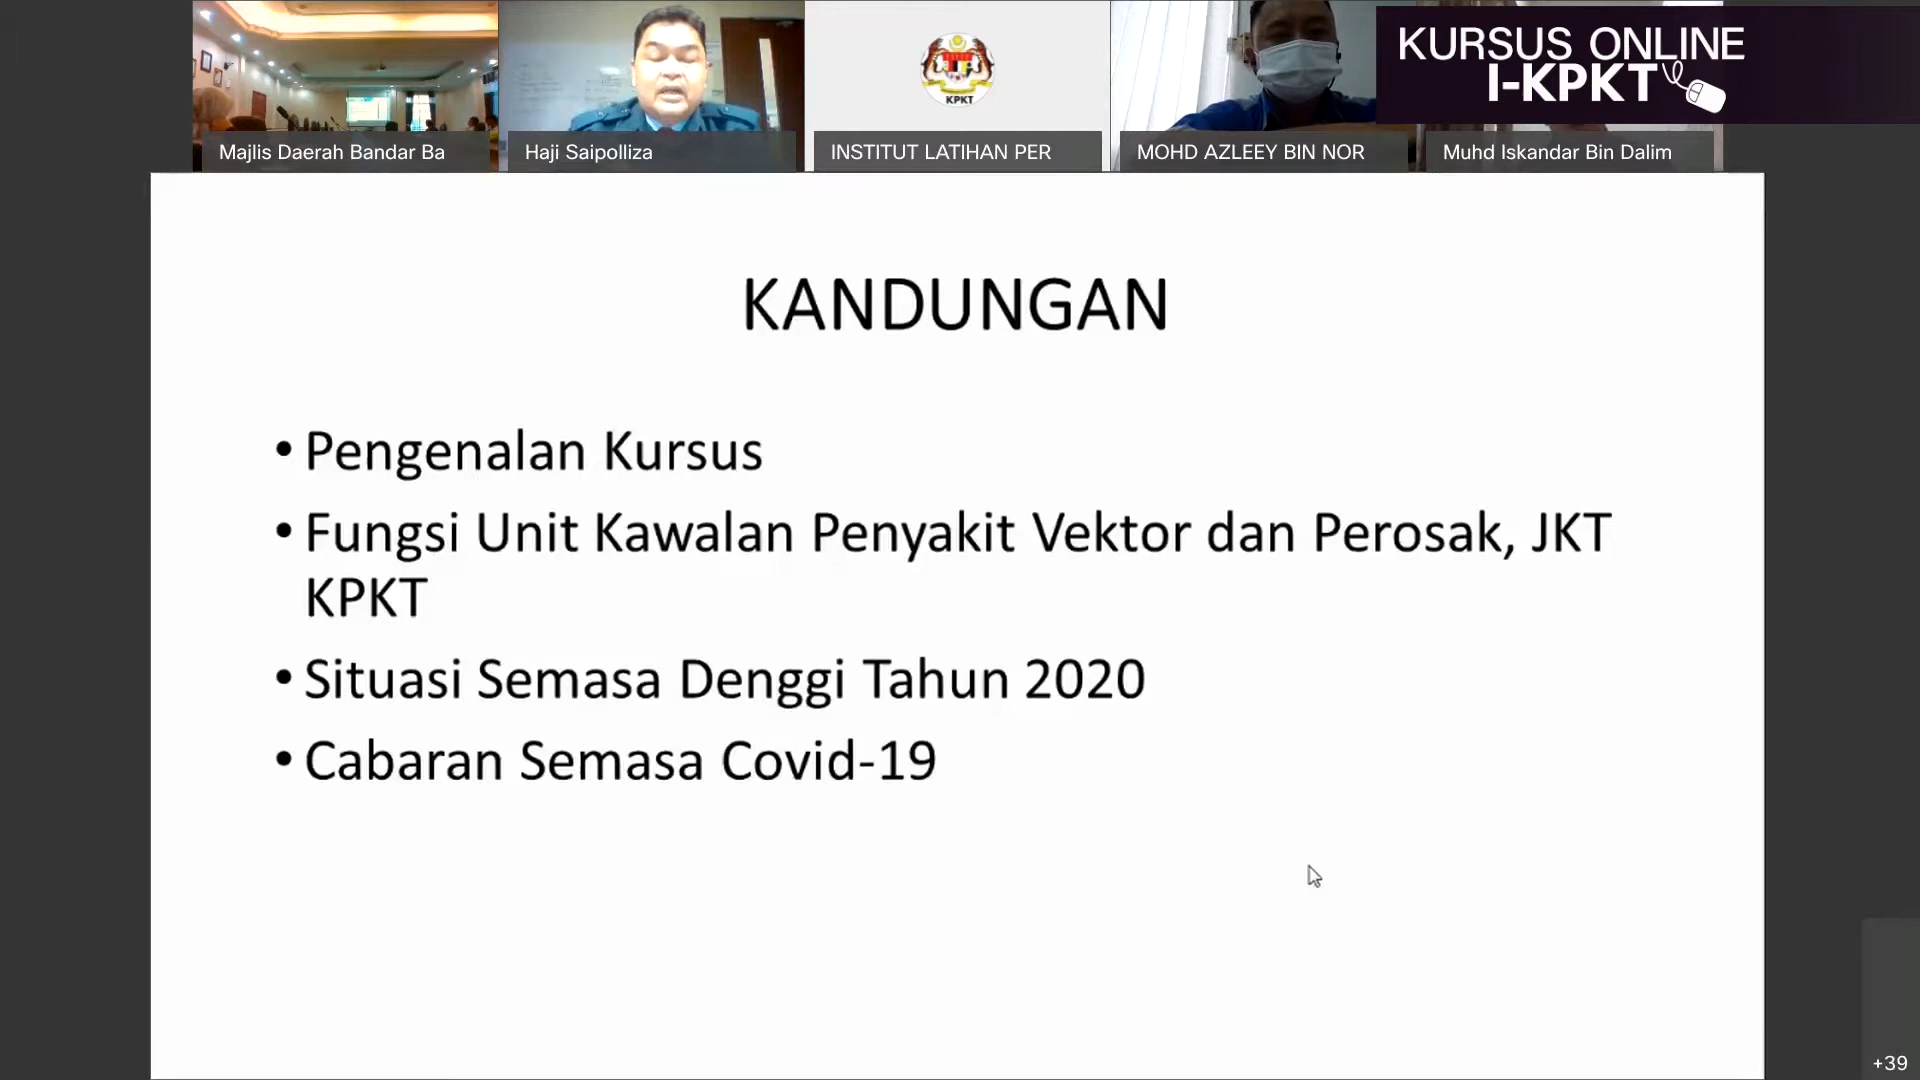 KURSUS ONLINE
I-KPKT
KPKT
Majlis Daerah Bandar Ba
Haji Saipolliza
INSTITUT LATIHAN PER
MOHD AZLEEY BIN NOR
Muhd Iskandar Bin Dalim
KANDUNGAN
• Pengenalan Kursus
• Fungsi Unit Kawalan Penyakit Vektor dan Perosak, JKT
KPKT
• Situasi Semasa Denggi Tahun 2020
• Cabaran Semasa Covid-19
+39